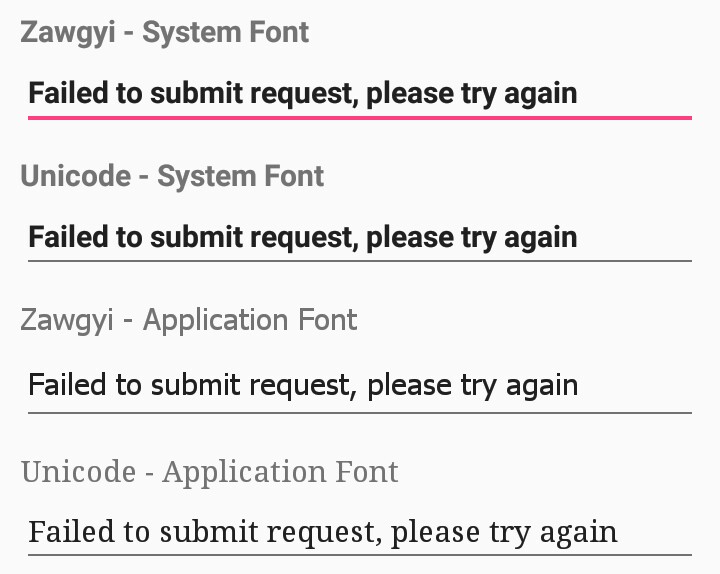 Zawgyi - System Font
Failed to submit request, please try again
Unicode - System Font
Failed to submit request, please try again
Zawgyi - Application Font
Failed to submit request, please try again
Unicode - Application Font
Failed to submit request, please try again